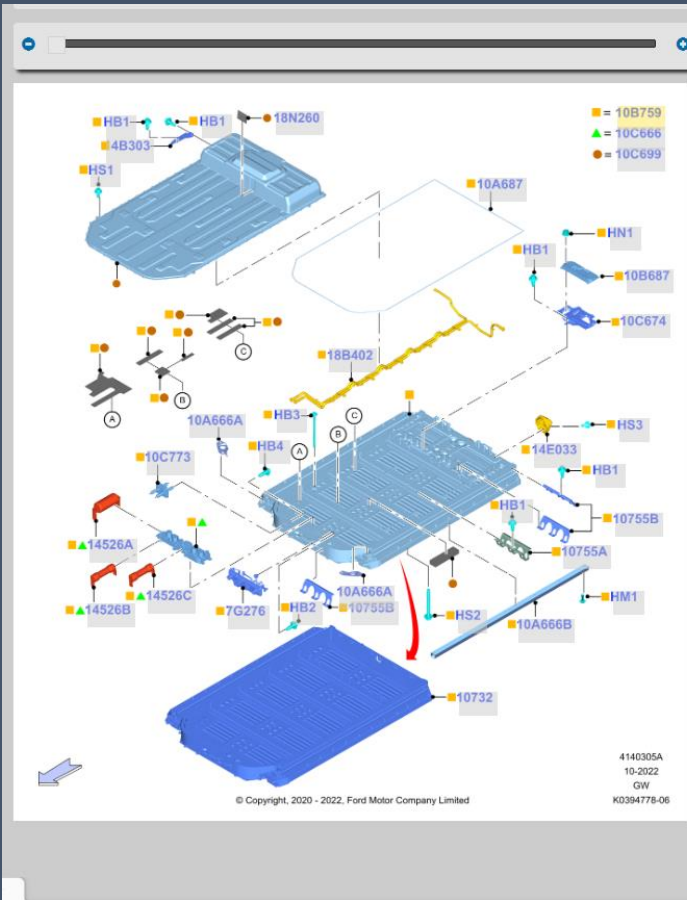 HB1
HB1
18N260
= 10B759
4B303
= 10C666
= 10C699
HS1
10A687
HN1
HB1
10B687
10C674
C
18B402
B
A
10A666A
HB3
C
HS3
HB4
B
A
14E033
10C773
HB1
HB1
10755B
14526A
10755A
14526B
14526C
7G276
HB2
10A666A
10755B
HS2
HM1
10A666B
10732
4140305A
10-2022
GW
© Copyright, 2020 - 2022, Ford Motor Company Limited
K0394778-06